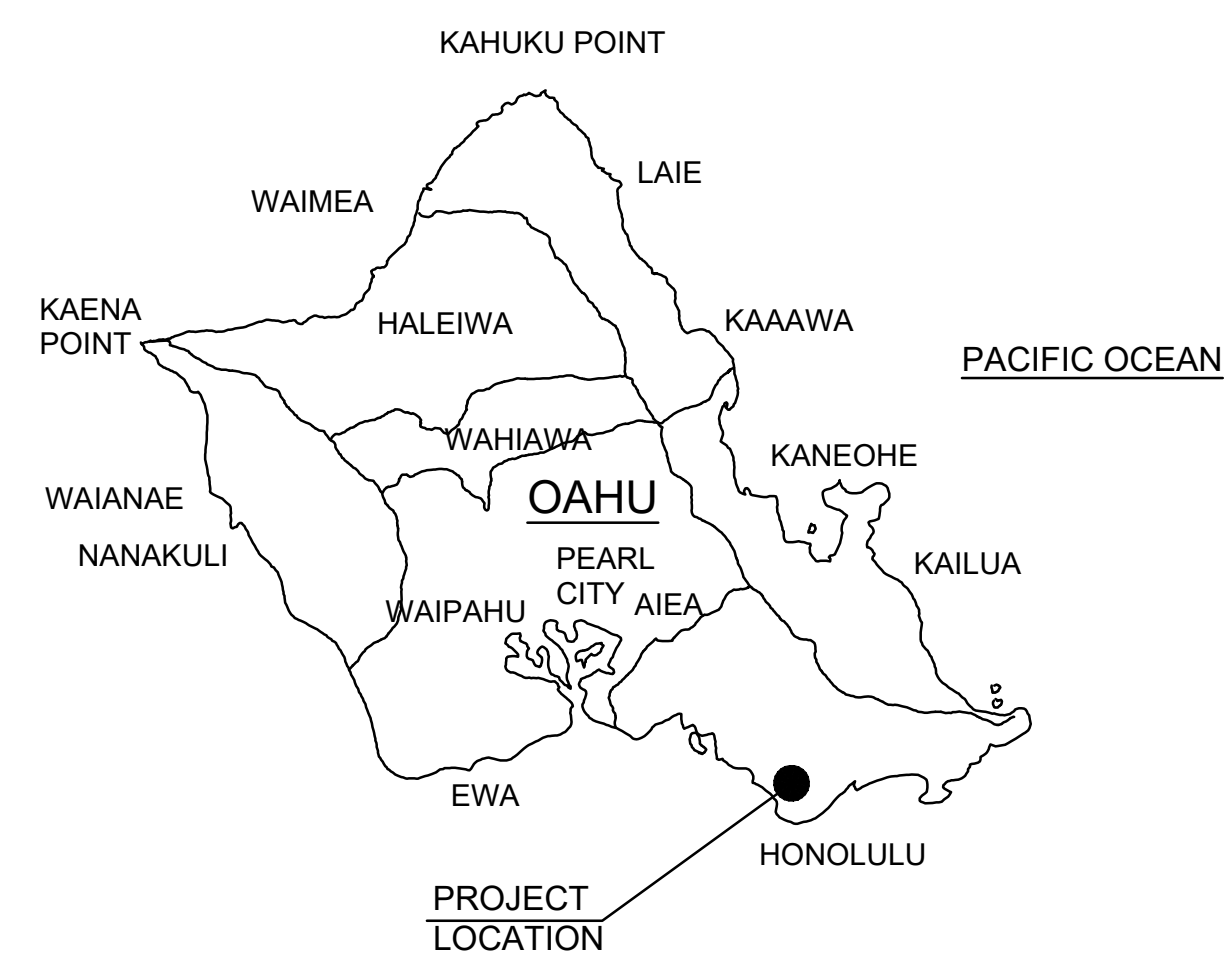 KAHUKU POINT
LAIE
WAIMEA
KAENA
POINT
HALEIWA
KAAAWA
PACIFIC OCEAN
WAHIAWA
KANEOHE
WAIANAE
OAHU
NANAKULI
PEARL
CITY
KAILUA
WAIPAHU
AIEA
EWA
HONOLULU
PROJECT
LOCATION